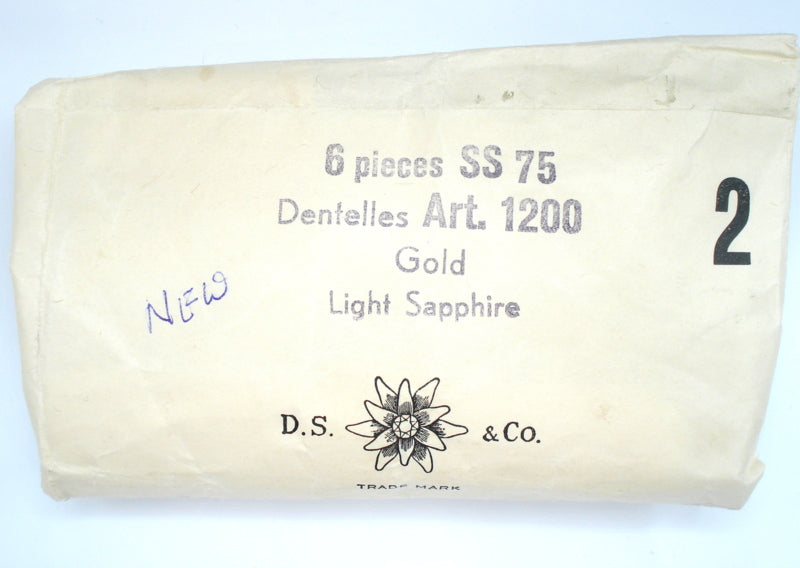 6 pieces SS 75
Dentelles Art. 1200
2
Gold
Light Sapphire
NEW
D.S. & Co.
TRADE MARK